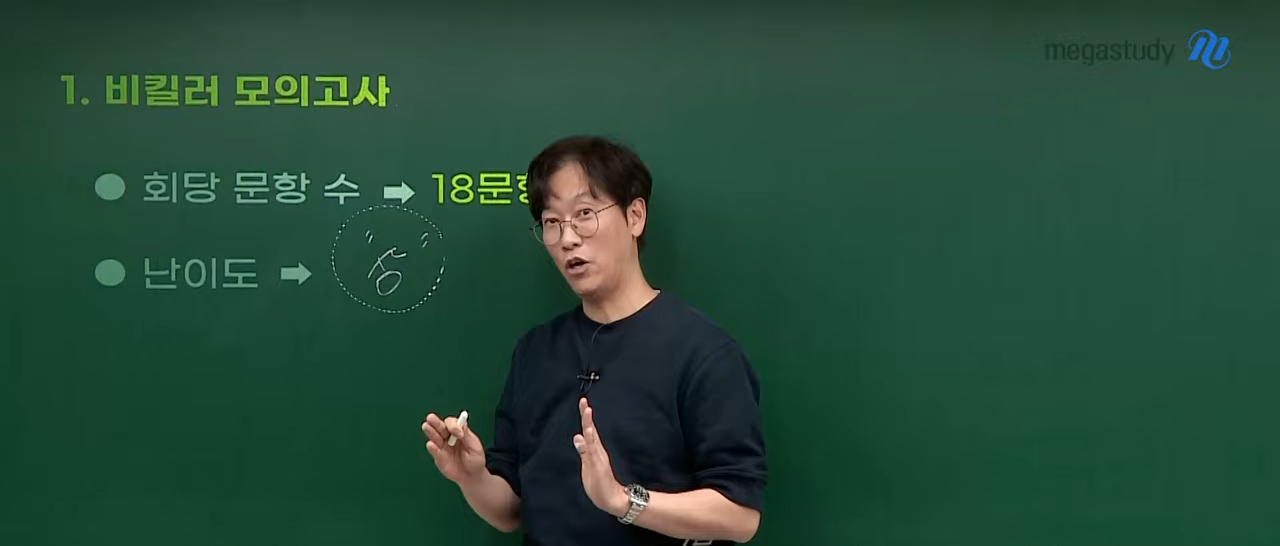 megastudy
1. 비킬러 모의고사
회당 문항 수 ➡ 18문항
난이도 ➡ "승"